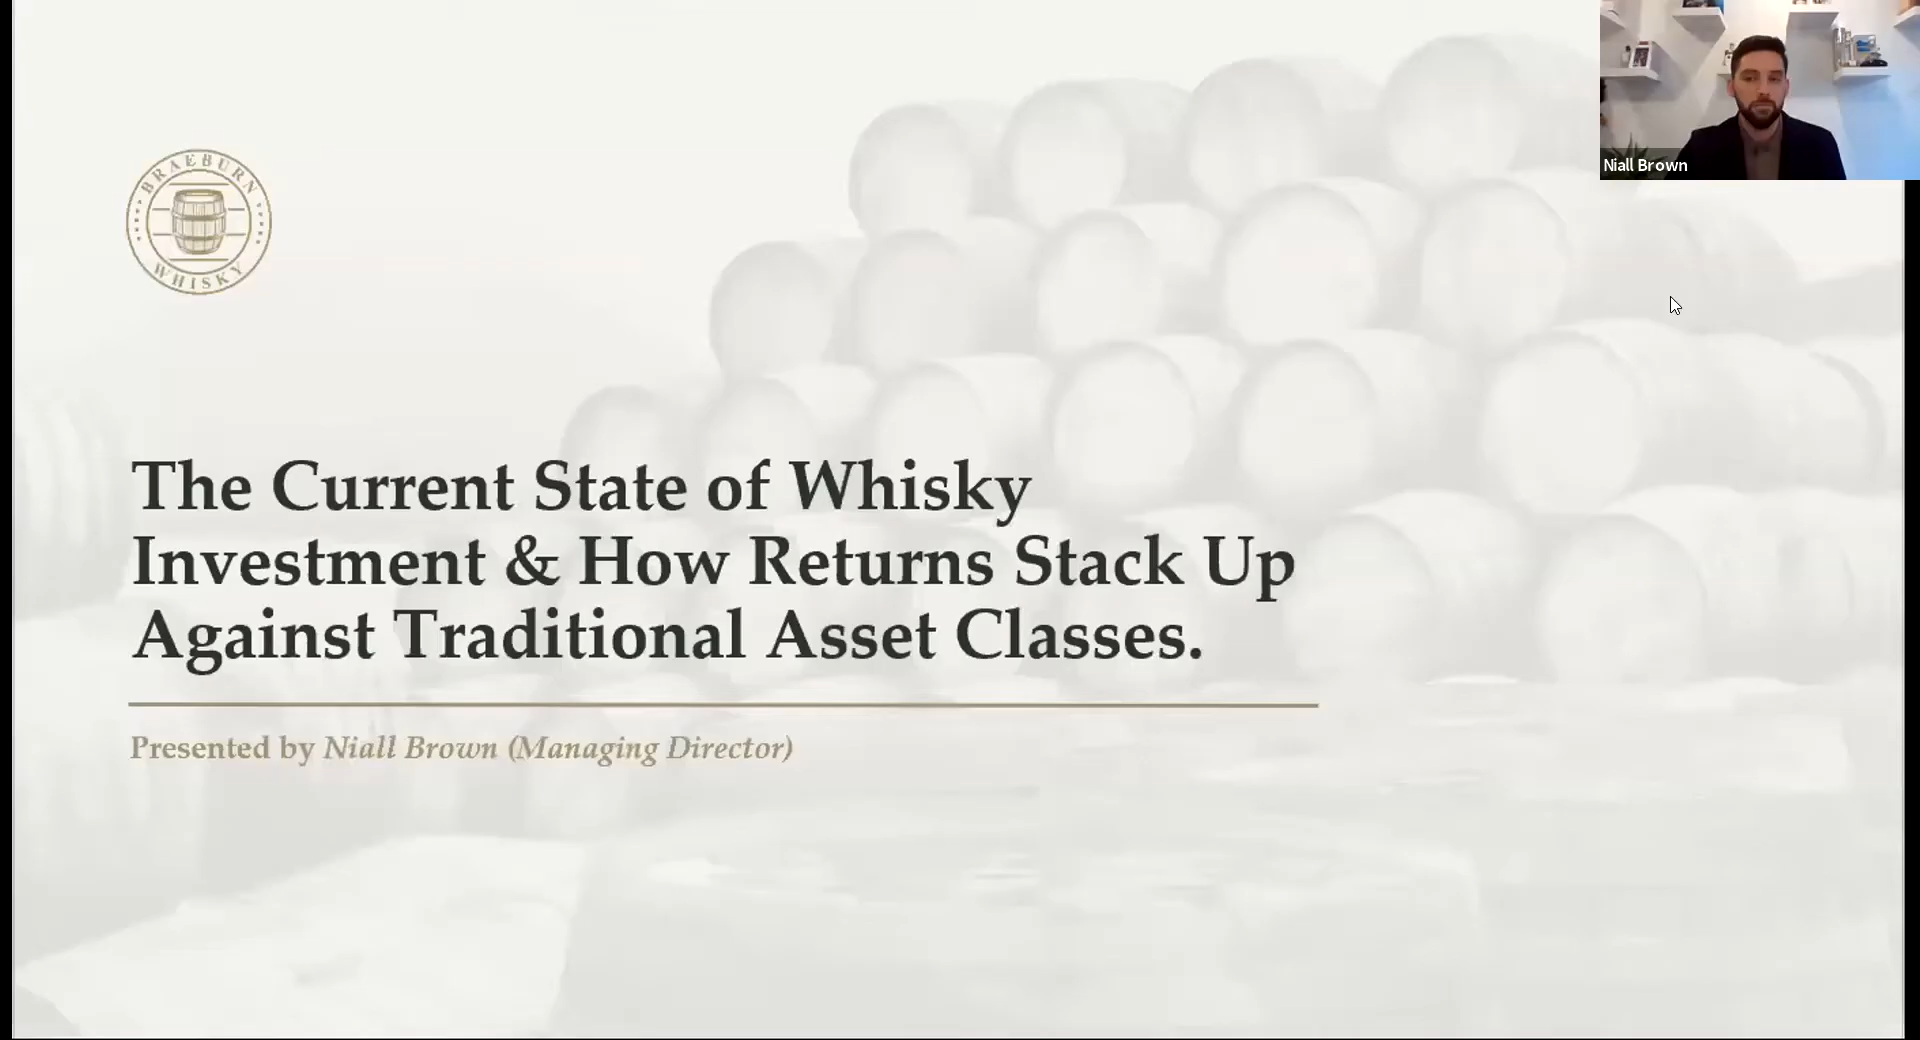 BRAEBURN
WHISKY
Niall Brown
The Current State of Whisky
Investment & How Returns Stack Up
Against Traditional Asset Classes.
Presented by Niall Brown (Managing Director)